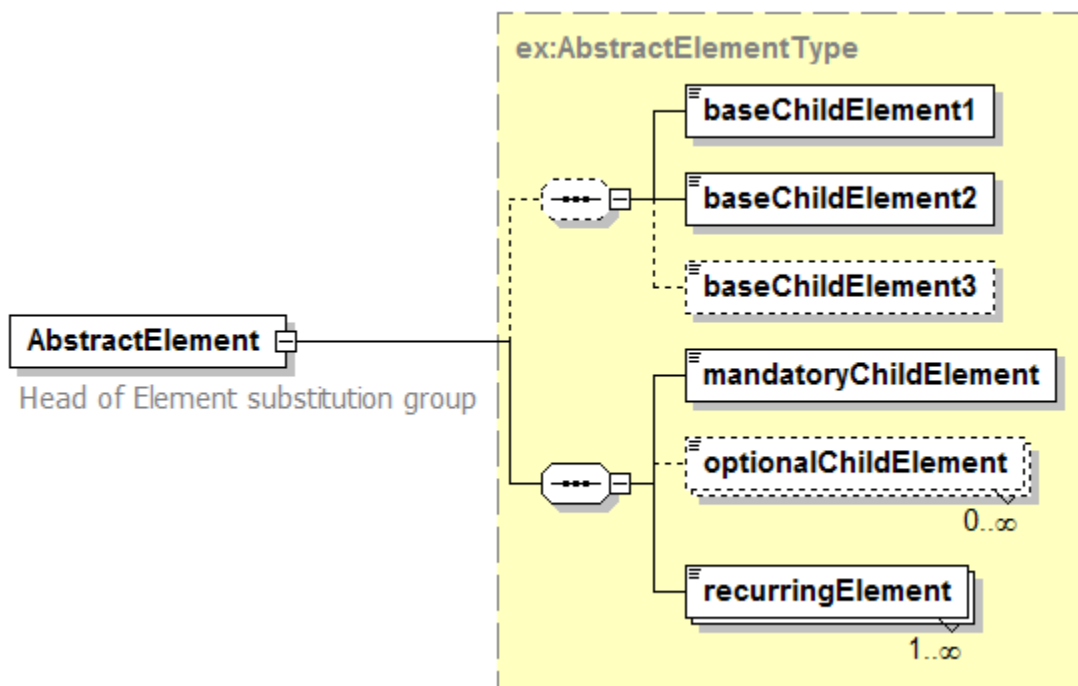 ex:AbstractElementType
baseChildElement1
baseChildElement2
baseChildElement3
AbstractElement
Head of Element substitution group
mandatoryChildElement
optionalChildElement
0..∞
recurringElement
1..∞